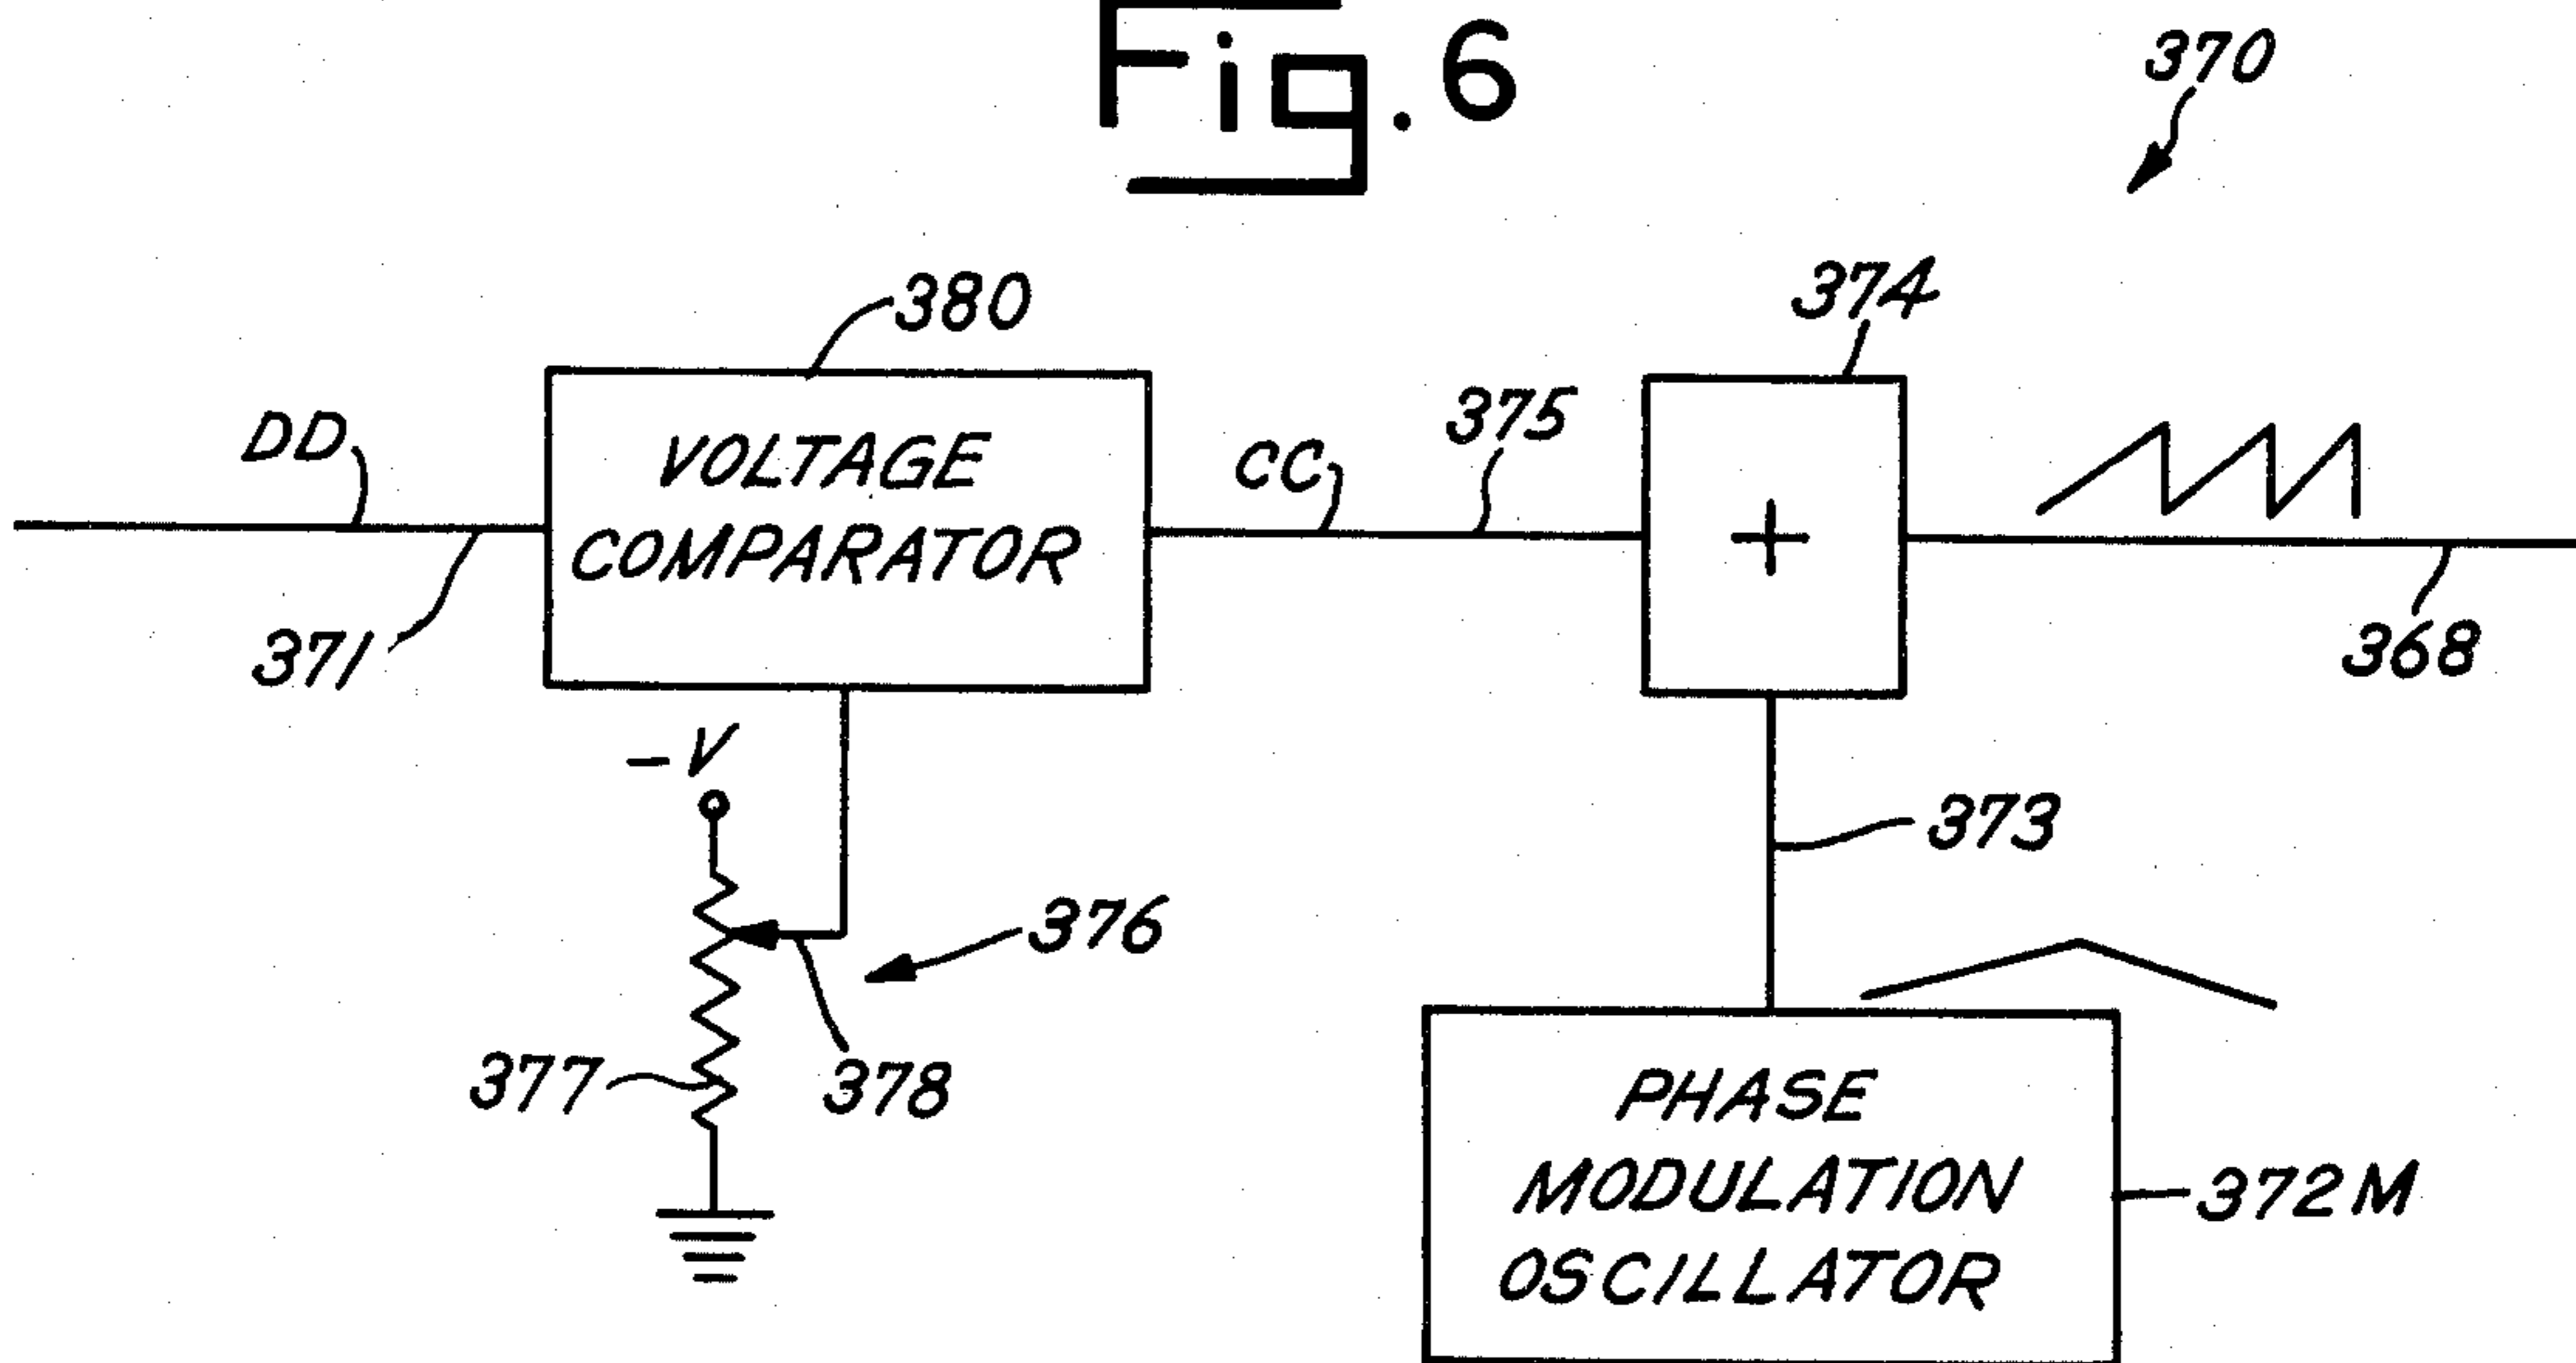 Fig. 6
370
380
374
DD
VOLTAGE
COMPARATOR
CC
375
+
371
368
-V
373
376
377
378
PHASE
MODULATION
OSCILLATOR
372M